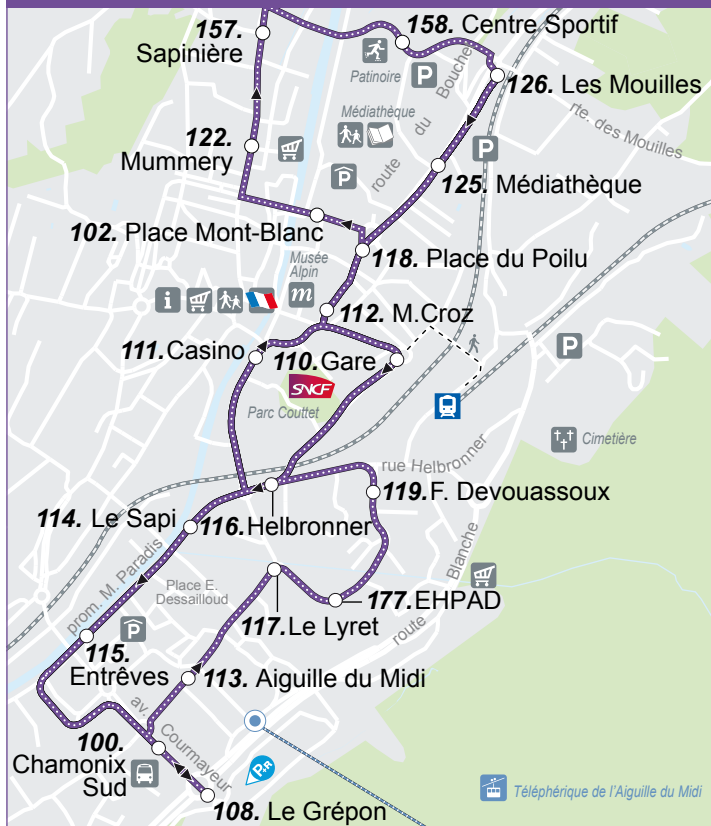 157.
Sapinière
158. Centre Sportif
Patinoire
P
126. Les Mouilles
Médiathèque
route du Bouchet
rte. des Mouilles
122.
Mummery
P
P
125. Médiathèque
102. Place Mont-Blanc
118. Place du Poilu
Musée
Alpin
m
i
112. M.Croz
111. Casino
110. Gare
P
SNCF
Parc Couttet
Cimetière
rue Helbronner
119. F. Devouassoux
114. Le Sapi
116. Helbronner
prom. M. Paradis
Place E.
Dessailloud
177. EHPAD
route Blanche
117. Le Lyret
P
115.
Entrêves
113. Aiguille du Midi
av. Courmayeur
100.
Chamonix
Sud
P+R
108. Le Grépon
Téléphérique de l'Aiguille du Midi